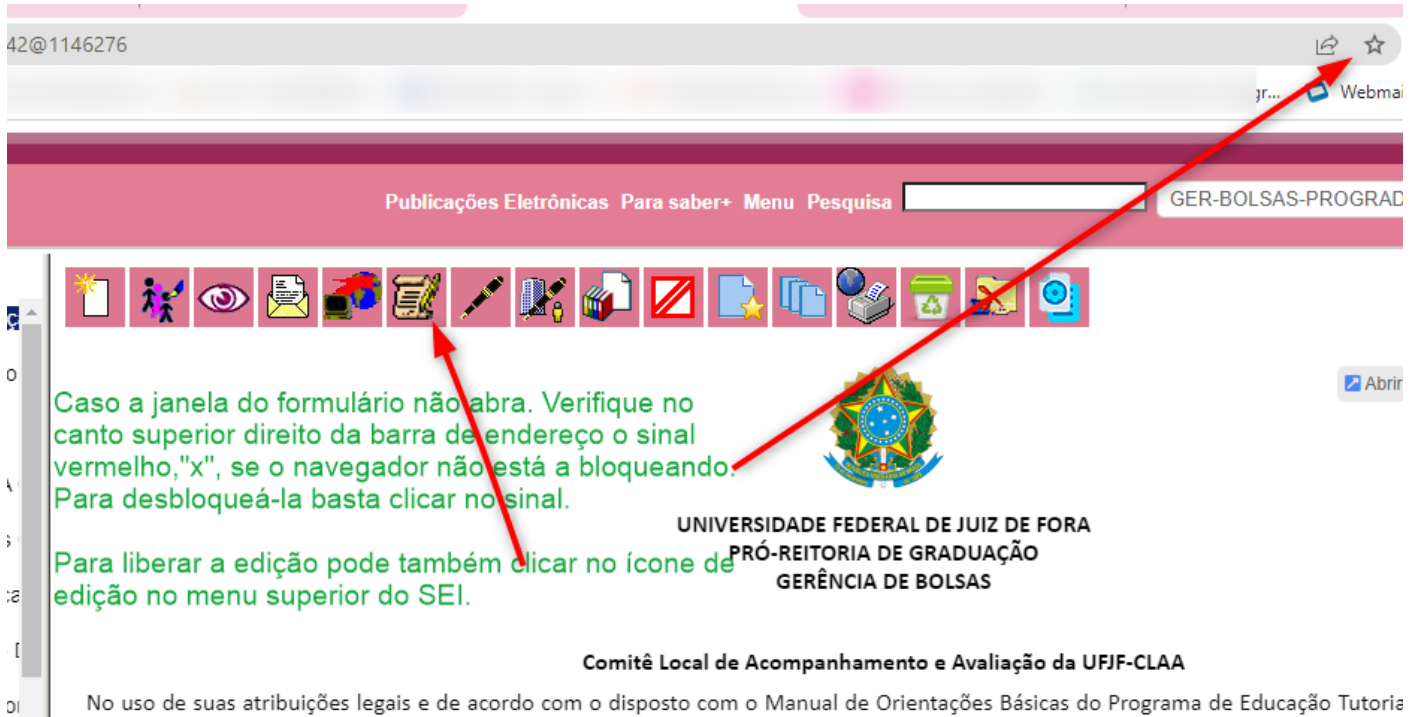 42@1146276
gr...
Webmai
Publicações Eletrônicas Para saber+ Menu Pesquisa
GER-BOLSAS-PROGRAD
Abrir
Caso a janela do formulário não abra. Verifique no
canto superior direito da barra de endereço o sinal
vermelho,"x", se o navegador não está a bloqueando.
Para desbloqueá-la basta clicar no sinal.
Para liberar a edição pode também clicar no ícone de
edição no menu superior do SEI.
UNIVERSIDADE FEDERAL DE JUIZ DE FORA
PRÓ-REITORIA DE GRADUAÇÃO
GERÊNCIA DE BOLSAS
Comitê Local de Acompanhamento e Avaliação da UFJF-CLAA
No uso de suas atribuições legais e de acordo com o disposto com o Manual de Orientações Básicas do Programa de Educação Tutoria